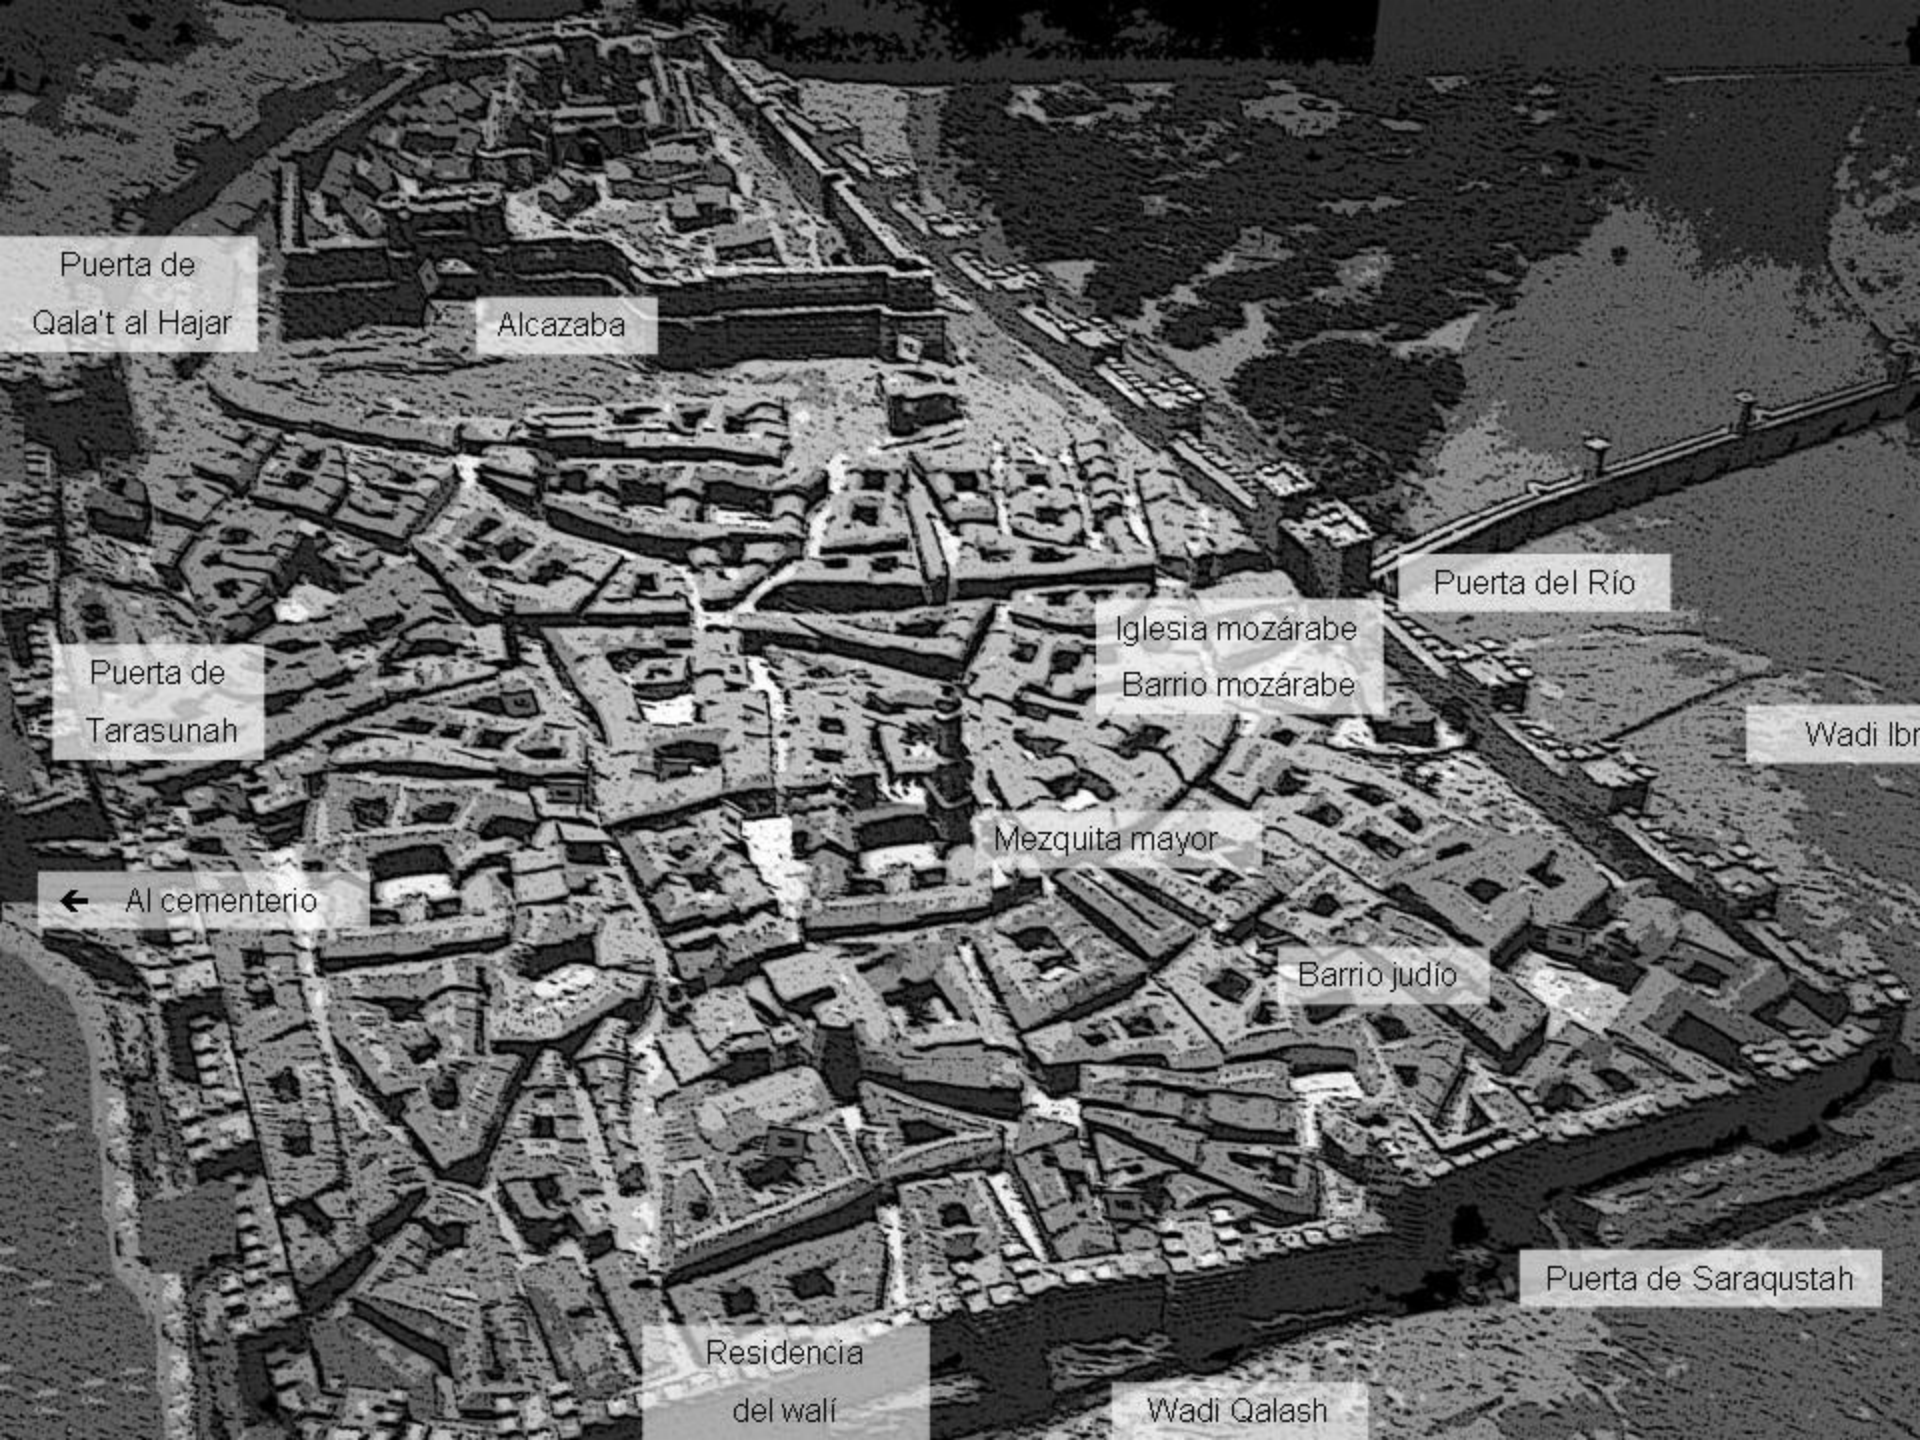 Puerta de
Qala't al Hajar
Alcazaba
Puerta del Río
Iglesia mozárabe
Barrio mozárabe
Puerta de
Tarasunah
Wadi
Mezquita mayor
← Al cementerio
Barrio judío
Puerta de Saraqustah
Residencia
del walí
Wadi Qalash